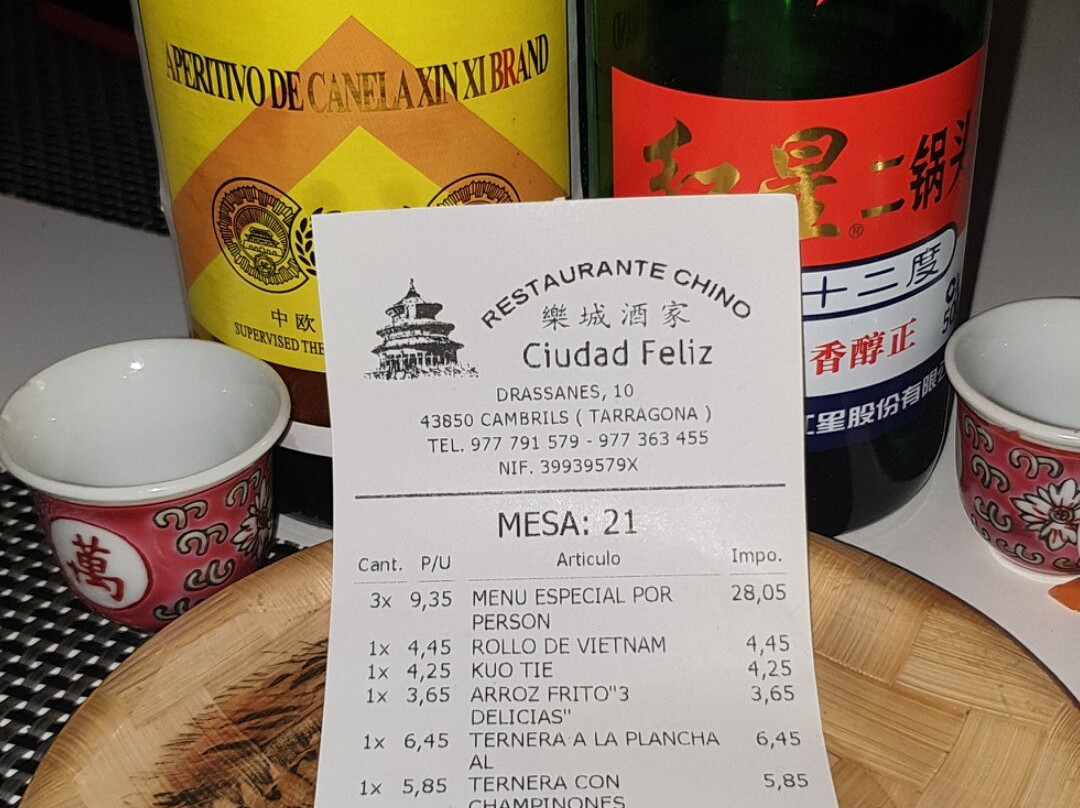 APERITIVO DE CANELA XIN XI BRAND
中欧
SUPERVISED THE
红星二锅头
十二度
香醇正
星股份有限公
萬
RESTAURANTE CHINO
樂城酒家
Ciudad Feliz
DRASSANES, 10
43850 CAMBRILS ( TARRAGONA )
TEL. 977 791 579 - 977 363 455
NIF. 39939579X
MESA: 21
Cant. P/U Articulo Impo.
3x 9,35 MENU ESPECIAL POR 28,05
PERSON
1x 4,45 ROLLO DE VIETNAM 4,45
1x 4,25 KUO TIE 4,25
1x 3,65 ARROZ FRITO"3 3,65
DELICIAS"
1x 6,45 TERNERA A LA PLANCHA 6,45
AL
1x 5,85 TERNERA CON 5,85
CHAMPINONES